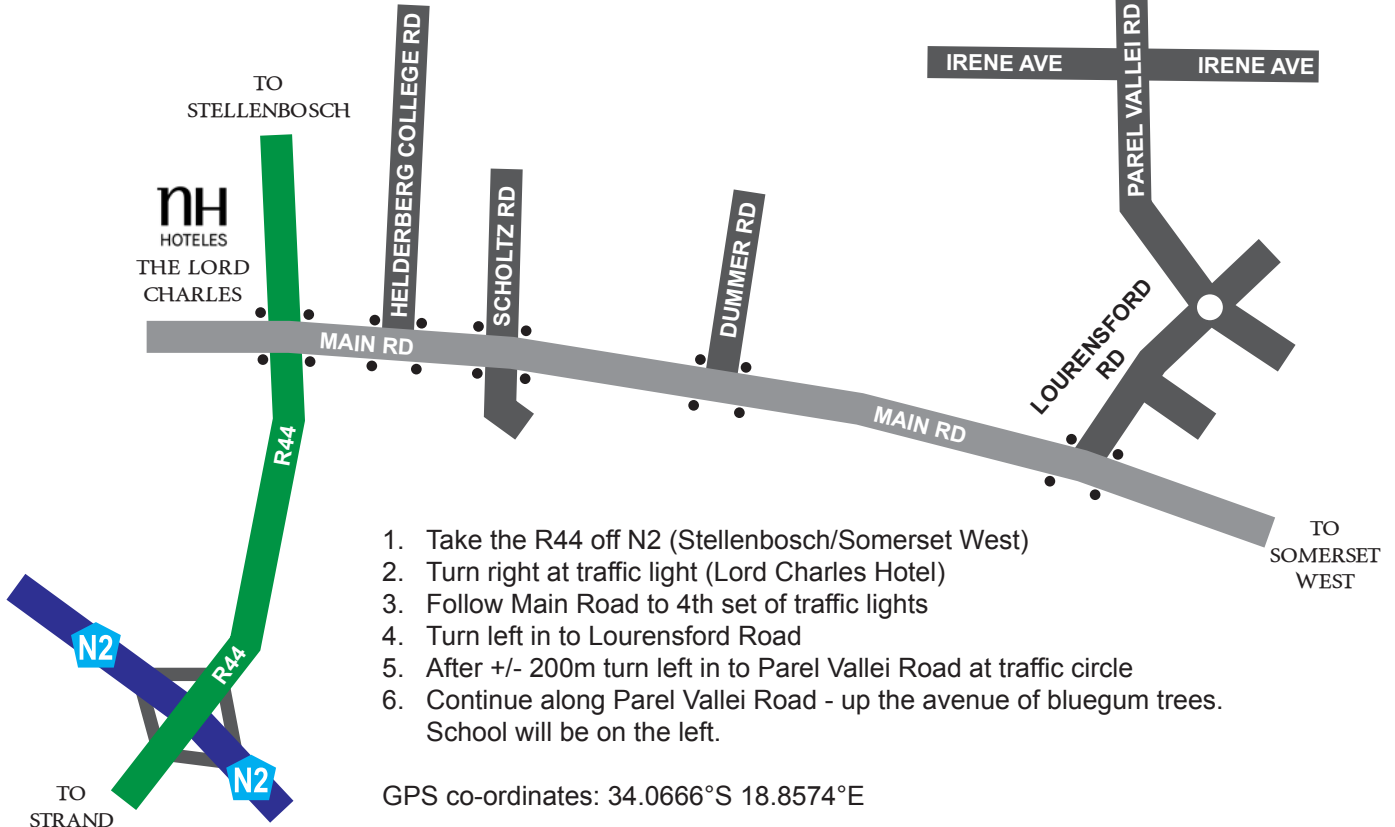 PAREL VALLEI RD
IRENE AVE
IRENE AVE
HELDERBERG COLLEGE RD
TO
STELLENBOSCH
nH
HOTELES
THE LORD
CHARLES
SCHOLTZ RD
DUMMER RD
LOURENSFORD
RD
MAIN RD
MAIN RD
R44
TO
SOMERSET
WEST
1. Take the R44 off N2 (Stellenbosch/Somerset West)
2. Turn right at traffic light (Lord Charles Hotel)
3. Follow Main Road to 4th set of traffic lights
4. Turn left in to Lourensford Road
5. After +/- 200m turn left in to Parel Vallei Road at traffic circle
6. Continue along Parel Vallei Road - up the avenue of bluegum trees.
School will be on the left.
N2
R44
N2
TO
STRAND
GPS co-ordinates: 34.0666°S 18.8574°E